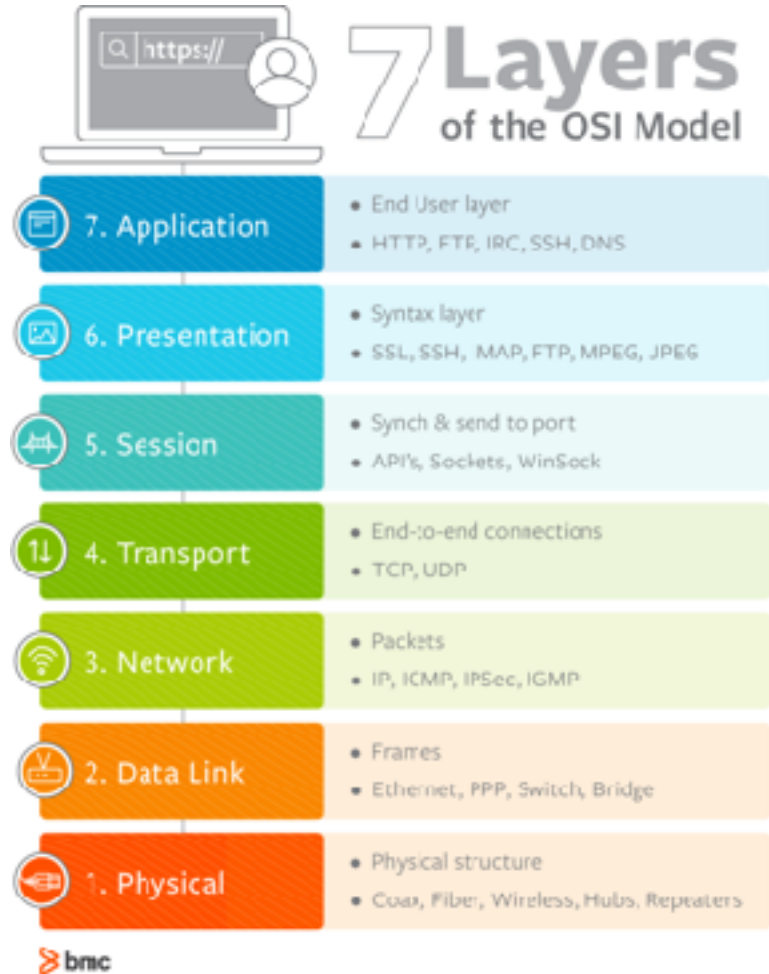 https://
7 Layers
of the OSI Model
7. Application
• End User layer
• HTTP, FTP, IRC, SSH, DNS
6. Presentation
• Syntax layer
• SSL, SSH, MAP, FTP, MPEG, JPEG
5. Session
• Synch & send to port
• API's, Sockets, WinSock
4. Transport
• End-to-end connections
• TCP, UDP
3. Network
• Packets
• IP, ICMP, IPSec, IGMP
2. Data Link
• Frames
• Ethernet, PPP, Switch, Bridge
1. Physical
• Physical structure
• Coax, Fiber, Wireless, Hubs, Repeaters
bmc